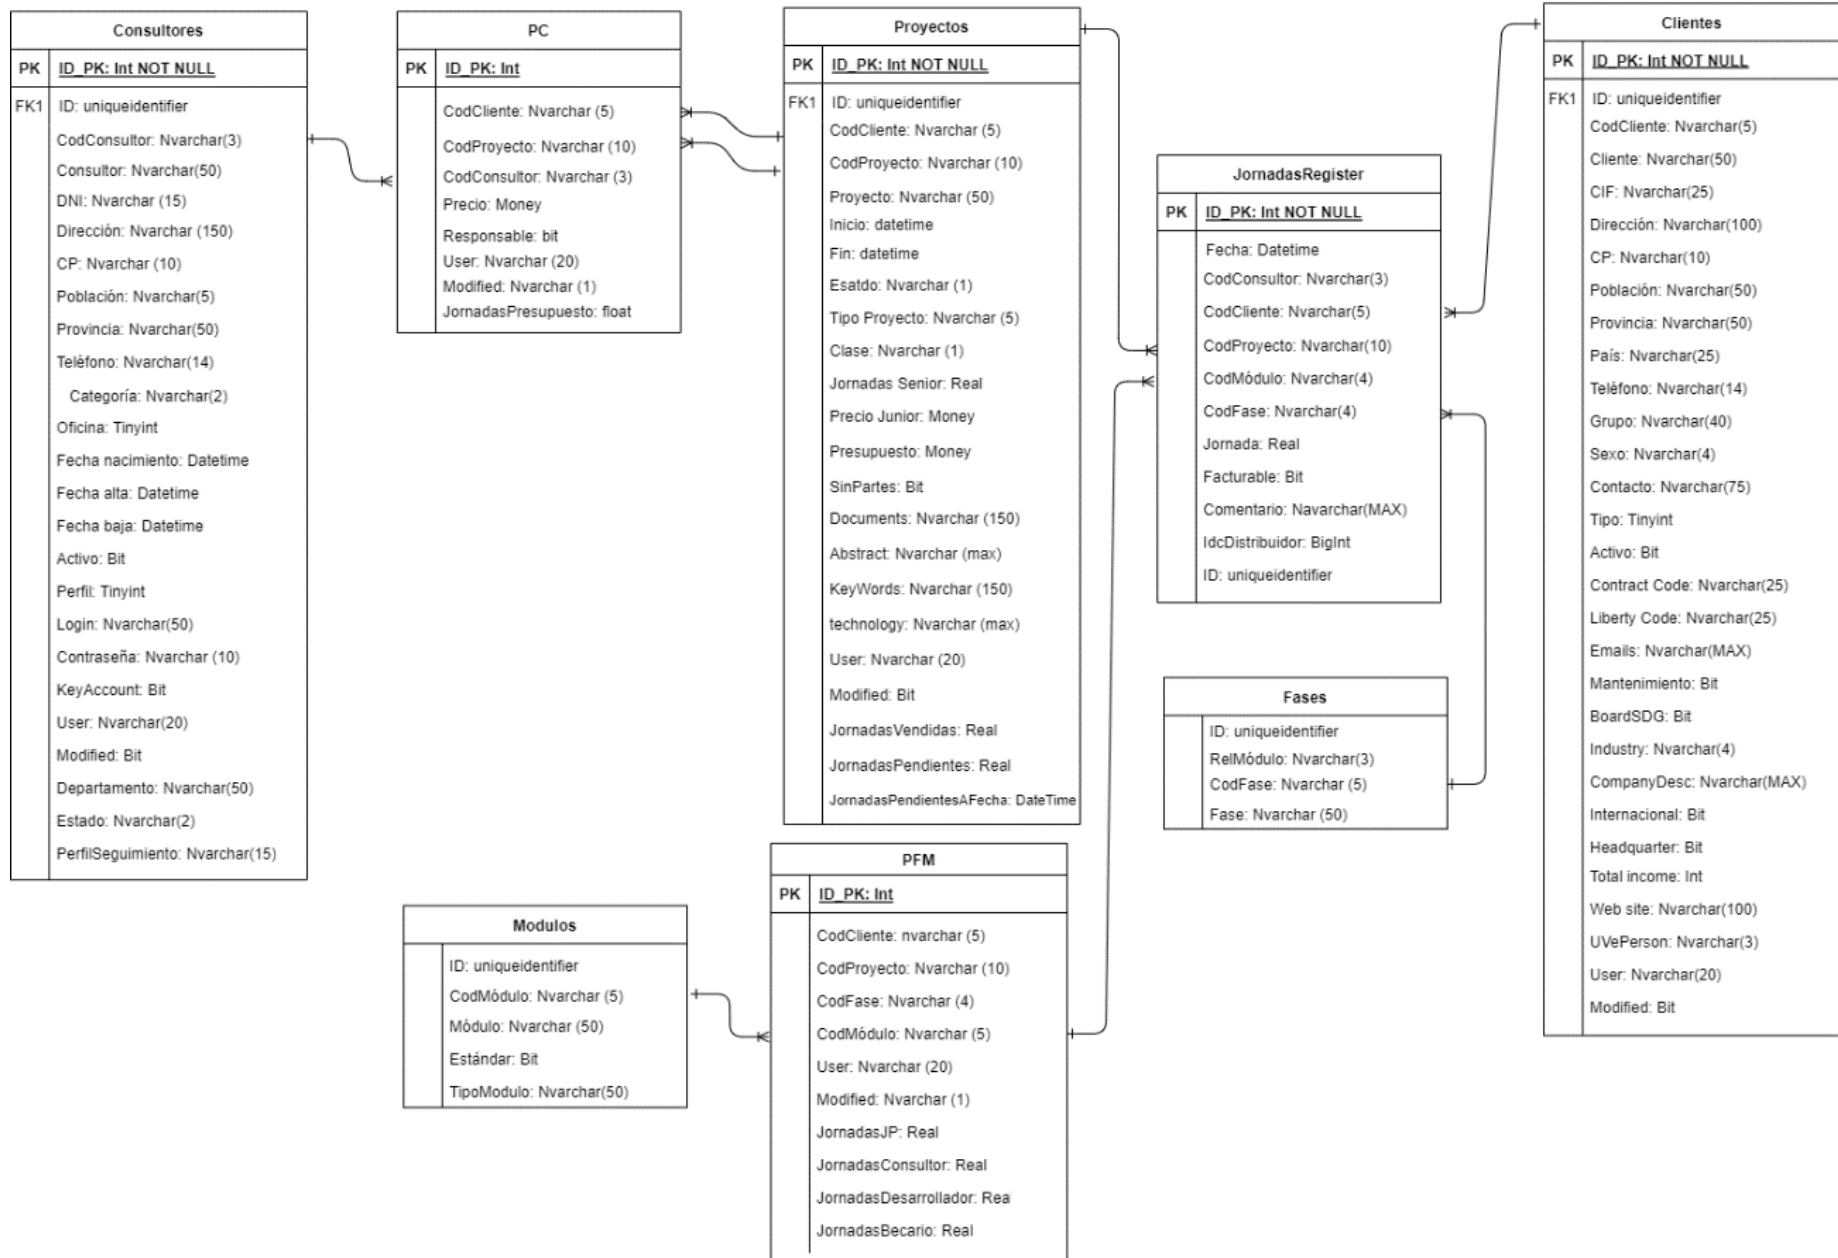 Consultores
PK ID_PK: Int NOT NULL
FK1 ID: uniqueidentifier
CodConsultor: Nvarchar(3)
Consultor: Nvarchar(50)
DNI: Nvarchar (15)
Dirección: Nvarchar (150)
CP: Nvarchar (10)
Población: Nvarchar(5)
Provincia: Nvarchar(50)
Teléfono: Nvarchar(14)
Categoría: Nvarchar(2)
Oficina: Tinyint
Fecha nacimiento: Datetime
Fecha alta: Datetime
Fecha baja: Datetime
Activo: Bit
Perfil: Tinyint
Login: Nvarchar(50)
Contraseña: Nvarchar (10)
KeyAccount: Bit
User: Nvarchar(20)
Modified: Bit
Departamento: Nvarchar(50)
Estado: Nvarchar(2)
PerfilSeguimiento: Nvarchar(15)
PC
PK ID_PK: Int
CodCliente: Nvarchar (5)
CodProyecto: Nvarchar (10)
CodConsultor: Nvarchar (3)
Precio: Money
Responsable: bit
User: Nvarchar (20)
Modified: Nvarchar (1)
JornadasPresupuesto: float
Proyectos
PK ID_PK: Int NOT NULL
FK1 ID: uniqueidentifier
CodCliente: Nvarchar (5)
CodProyecto: Nvarchar (10)
Proyecto: Nvarchar (50)
Inicio: datetime
Fin: datetime
Esatdo: Nvarchar (1)
Tipo Proyecto: Nvarchar (5)
Clase: Nvarchar (1)
Jornadas Senior: Real
Precio Junior: Money
Presupuesto: Money
SinPartes: Bit
Documents: Nvarchar (150)
Abstract: Nvarchar (max)
KeyWords: Nvarchar (150)
technology: Nvarchar (max)
User: Nvarchar (20)
Modified: Bit
JornadasVendidas: Real
JornadasPendientes: Real
JornadasPendientesAFecha: DateTime
JornadasRegister
PK ID_PK: Int NOT NULL
Fecha: Datetime
CodConsultor: Nvarchar(3)
CodCliente: Nvarchar(5)
CodProyecto: Nvarchar(10)
CodMódulo: Nvarchar(4)
CodFase: Nvarchar(4)
Jornada: Real
Facturable: Bit
Comentario: Navarchar(MAX)
IdcDistribuidor: BigInt
ID: uniqueidentifier
Clientes
PK ID_PK: Int NOT NULL
FK1 ID: uniqueidentifier
CodCliente: Nvarchar(5)
Cliente: Nvarchar(50)
CIF: Nvarchar(25)
Dirección: Nvarchar(100)
CP: Nvarchar(10)
Población: Nvarchar(50)
Provincia: Nvarchar(50)
País: Nvarchar(25)
Teléfono: Nvarchar(14)
Grupo: Nvarchar(40)
Sexo: Nvarchar(4)
Contacto: Nvarchar(75)
Tipo: Tinyint
Activo: Bit
Contract Code: Nvarchar(25)
Liberty Code: Nvarchar(25)
Emails: Nvarchar(MAX)
Mantenimiento: Bit
BoardSDG: Bit
Industry: Nvarchar(4)
CompanyDesc: Nvarchar(MAX)
Internacional: Bit
Headquarter: Bit
Total income: Int
Web site: Nvarchar(100)
UVePerson: Nvarchar(3)
User: Nvarchar(20)
Modified: Bit
Fases
ID: uniqueidentifier
RelMódulo: Nvarchar(3)
CodFase: Nvarchar (5)
Fase: Nvarchar (50)
Modulos
ID: uniqueidentifier
CodMódulo: Nvarchar (5)
Módulo: Nvarchar (50)
Estándar: Bit
TipoModulo: Nvarchar(50)
PFM
PK ID_PK: Int
CodCliente: nvarchar (5)
CodProyecto: Nvarchar (10)
CodFase: Nvarchar (4)
CodMódulo: Nvarchar (5)
User: Nvarchar (20)
Modified: Nvarchar (1)
JornadasJP: Real
JornadasConsultor: Real
JornadasDesarrollador: Rea
JornadasBecario: Real